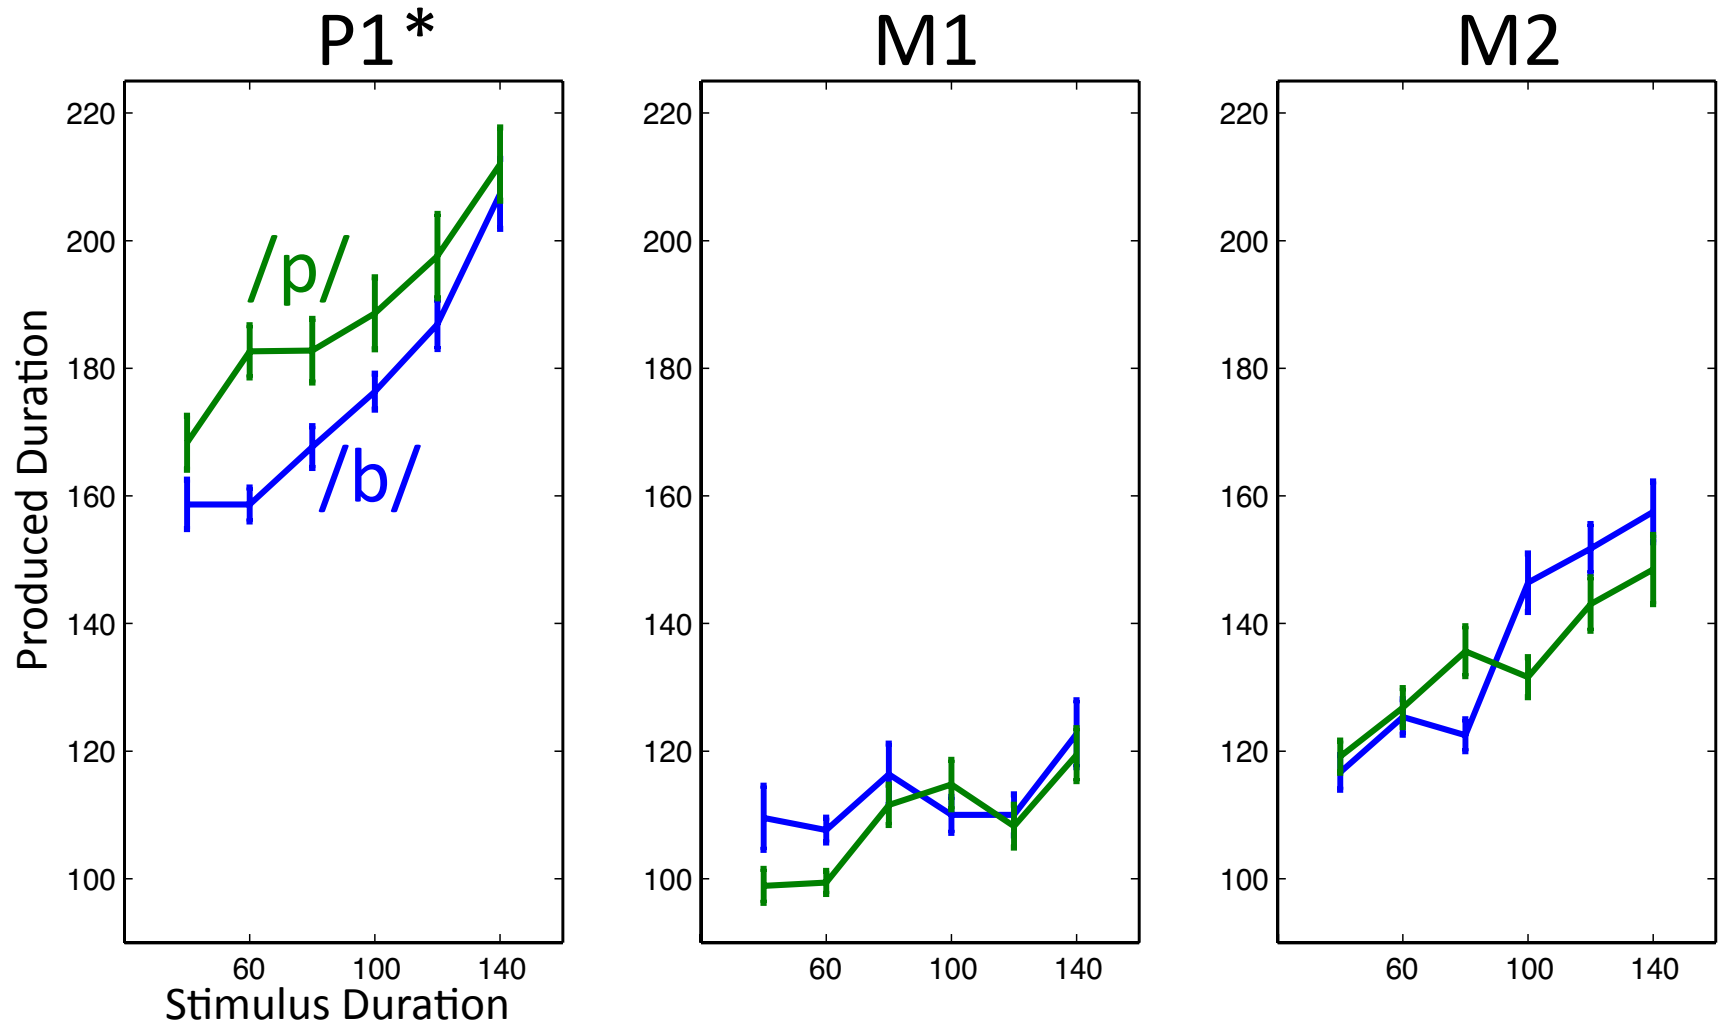 P1* M1 M2
220 220 220
200 200 200
180 180 180
160 160 160
140 140 140
120 120 120
100 100 100
/p/
/b/
Produced Duration
60 100 140 60 100 140 60 100 140
Stimulus Duration